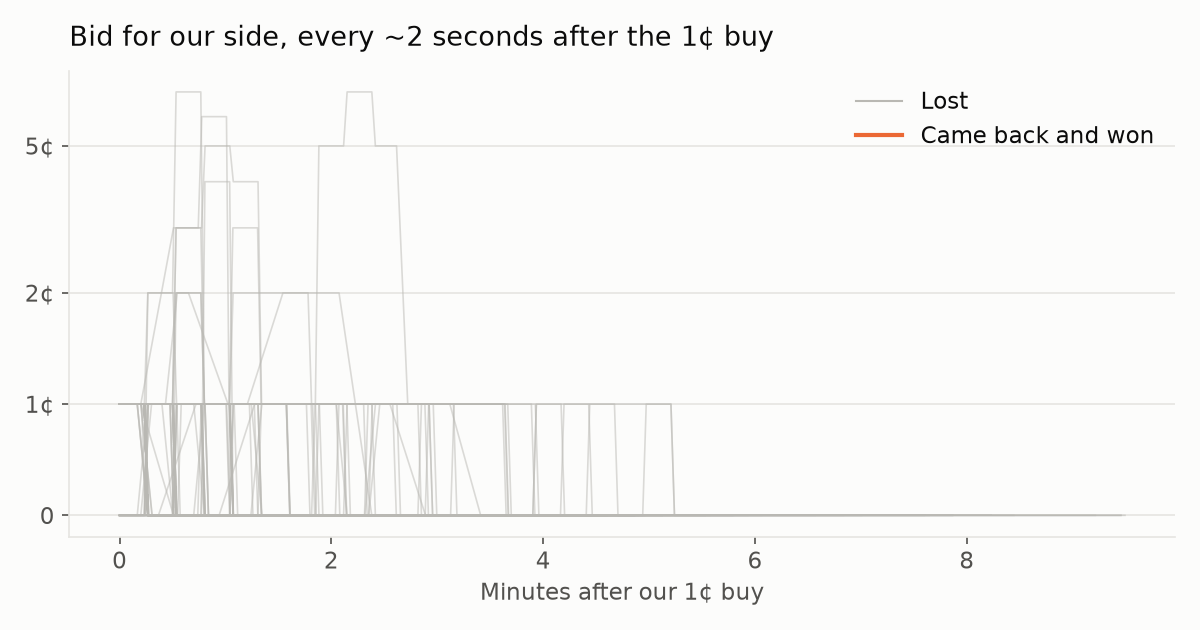 Bid for our side, every ~2 seconds after the 1¢ buy
Lost
Came back and won
5¢
2¢
1¢
0
0 2 4 6 8
Minutes after our 1¢ buy